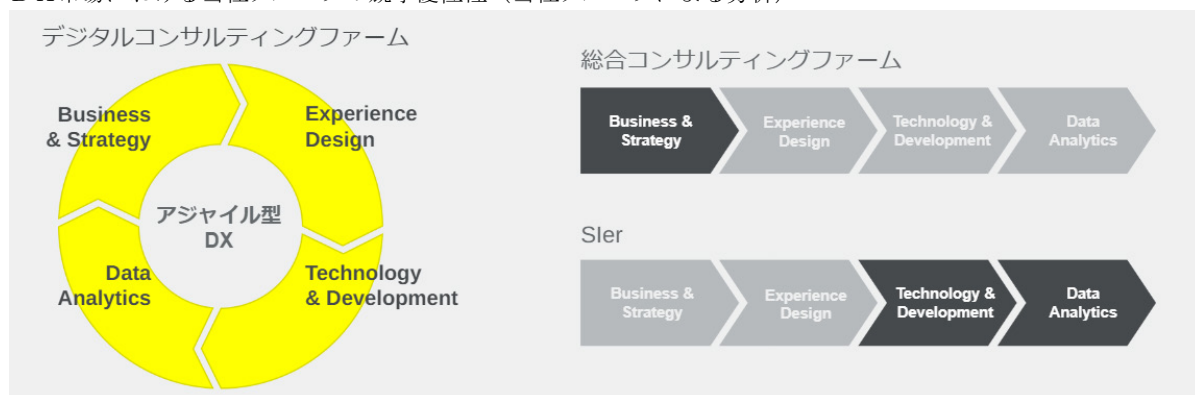 デジタルコンサルティングファーム
Business
& Strategy
Experience
Design
アジャイル型
DX
Data
Analytics
Technology
& Development
総合コンサルティングファーム
Business &
Strategy
Experience
Design
Technology &
Development
Data
Analytics
SIer
Business &
Strategy
Experience
Design
Technology &
Development
Data
Analytics